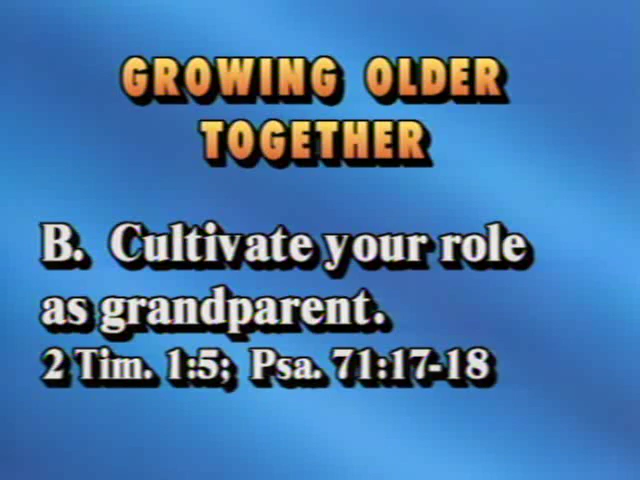 GROWING OLDER
TOGETHER
B. Cultivate your role
as grandparent.
2 Tim. 1:5; Psa. 71:17-18